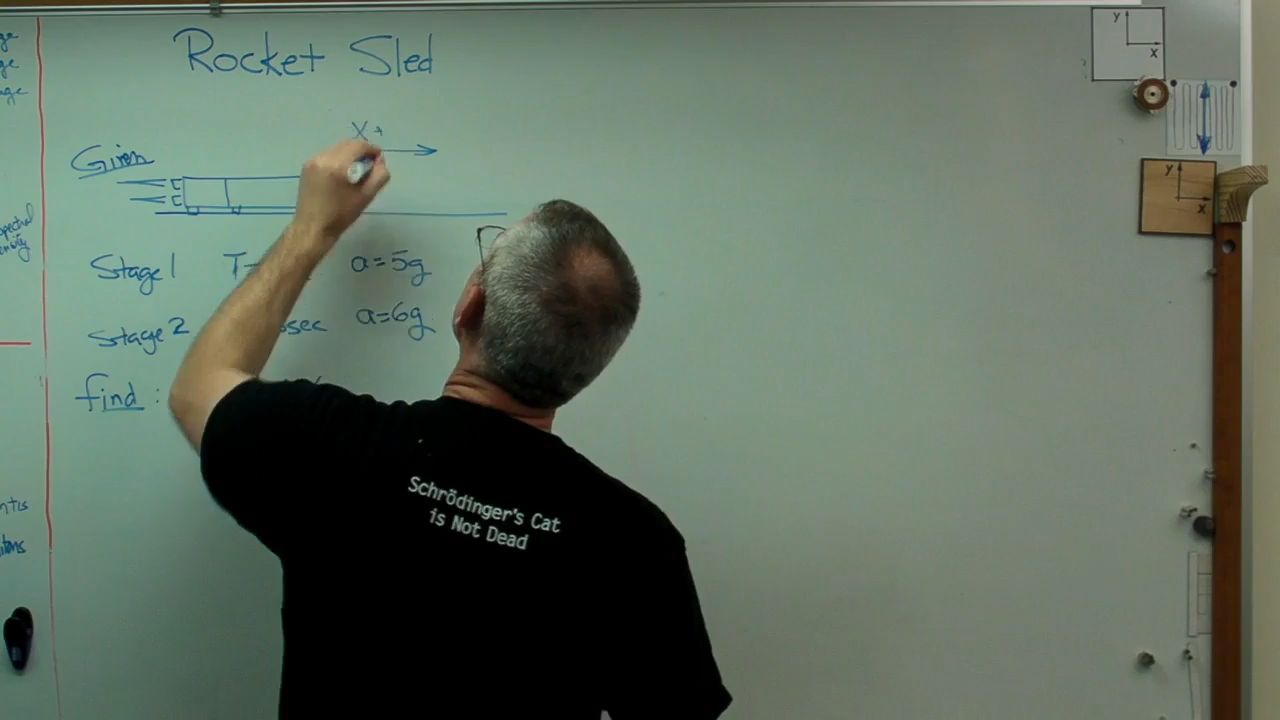 Rocket Sled
X+
Given
Stage 1 T= a=5g
Stage 2 sec a=6g
find:
Schrödinger's Cat
is Not Dead
y
x
y
x